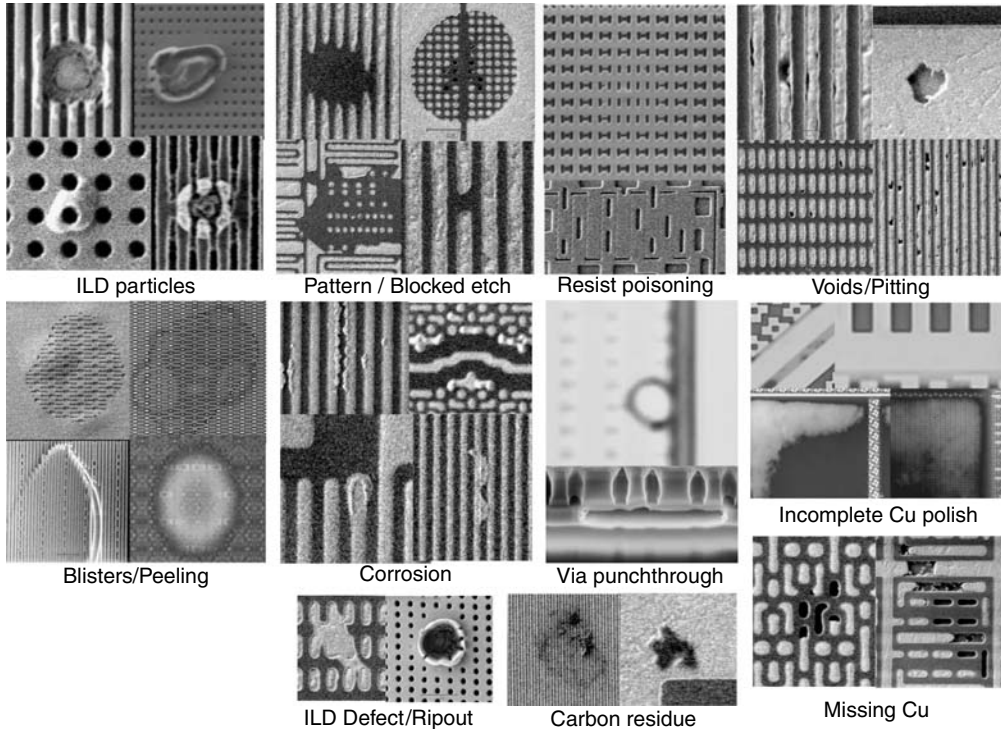 ILD particles
Pattern / Blocked etch
Resist poisoning
Voids/Pitting
Blisters/Peeling
Corrosion
Via punchthrough
Incomplete Cu polish
ILD Defect/Ripout
Carbon residue
Missing Cu